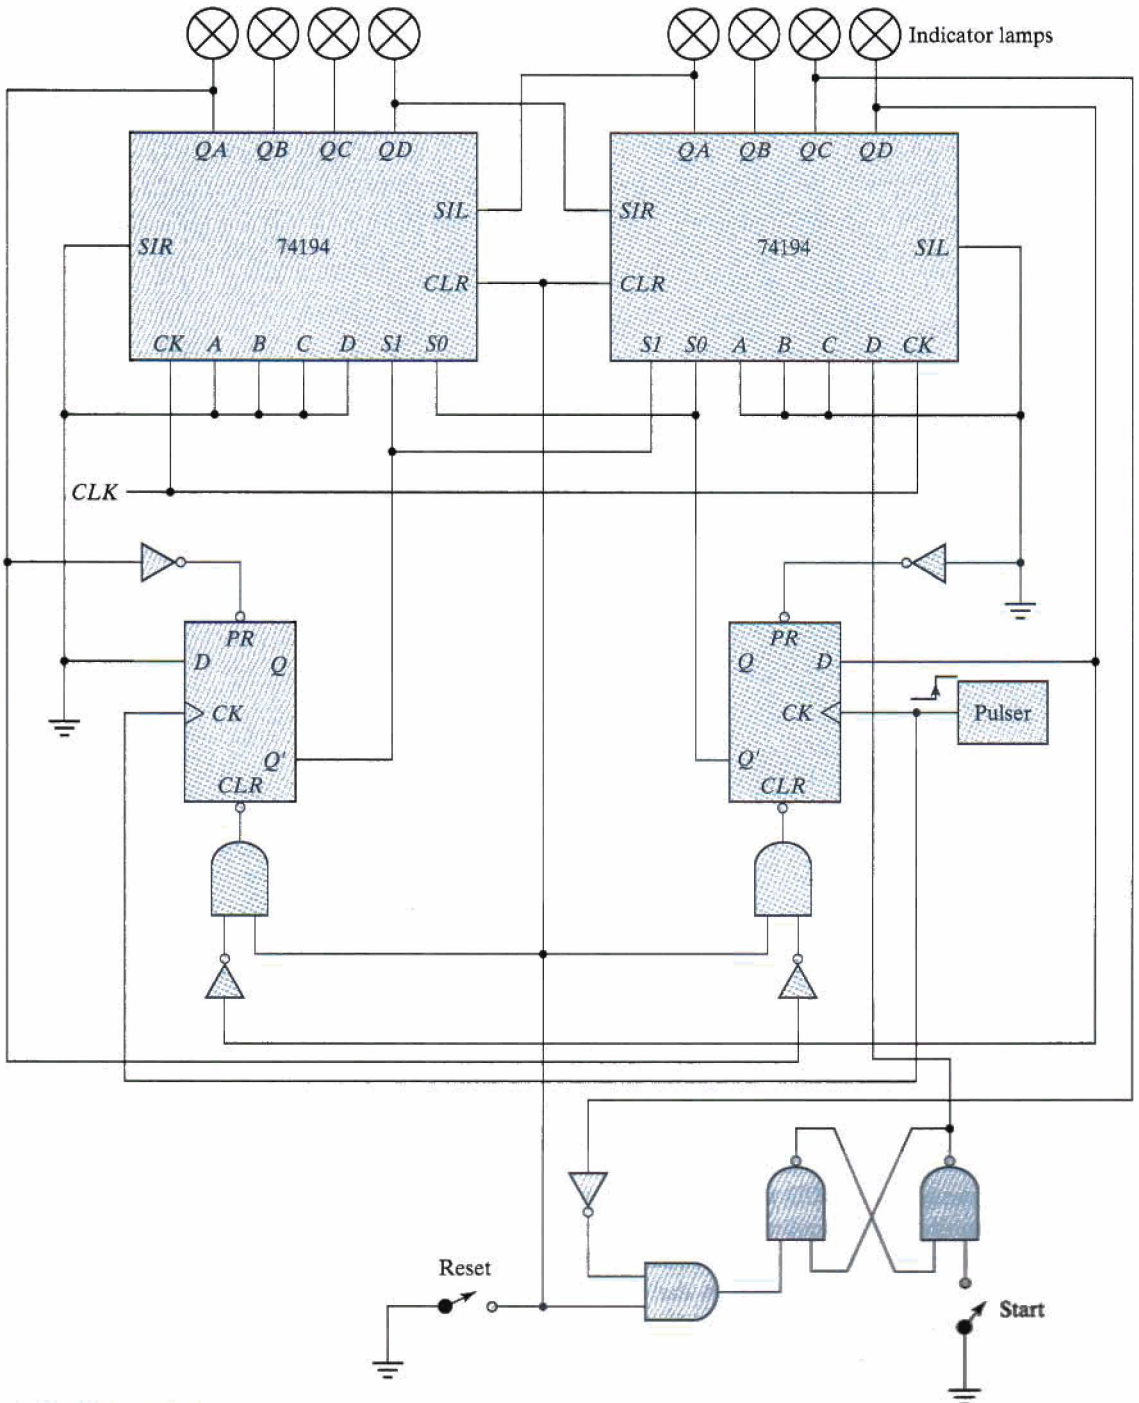 Indicator lamps
QA QB QC QD
QA QB QC QD
SIL
SIR
SIR
74194
74194
SIL
CLR
CLR
CK A B C D S1 S0
S1 S0 A B C D CK
CLK
PR
PR
D Q
Q D
CK
CK
Pulser
Q'
Q'
CLR
CLR
Reset
Start